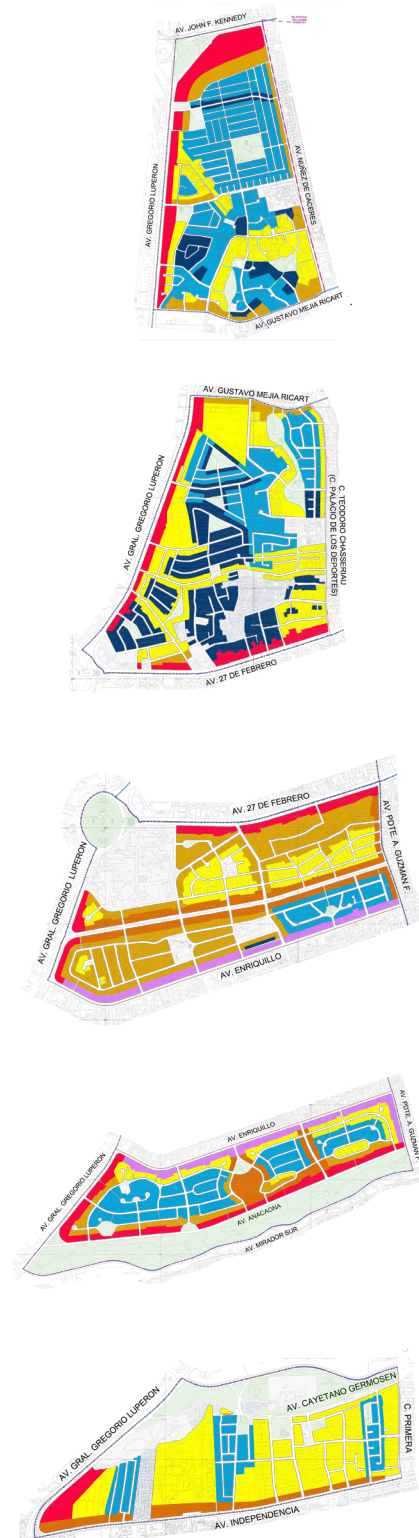 AV. JOHN F. KENNEDY
AV. GREGORIO LUPERON
AV. NUÑEZ DE CACERES
AV. GUSTAVO MEJIA RICART
AV. GUSTAVO MEJIA RICART
AV. GRAL. GREGORIO LUPERON
C. TEODORO CHASSERIAU
(C. PALACIO DE LOS DEPORTES)
AV. 27 DE FEBRERO
AV. 27 DE FEBRERO
AV. GRAL. GREGORIO LUPERON
AV. PDTE. A. GUZMAN F.
AV. ENRIQUILLO
AV. ENRIQUILLO
AV. GRAL. GREGORIO LUPERON
AV. PDTE. A. GUZMAN F.
AV. ANACAONA
AV. MIRADOR SUR
AV. GRAL. GREGORIO LUPERON
AV. CAYETANO GERMOSEN
C. PRIMERA
AV. INDEPENDENCIA